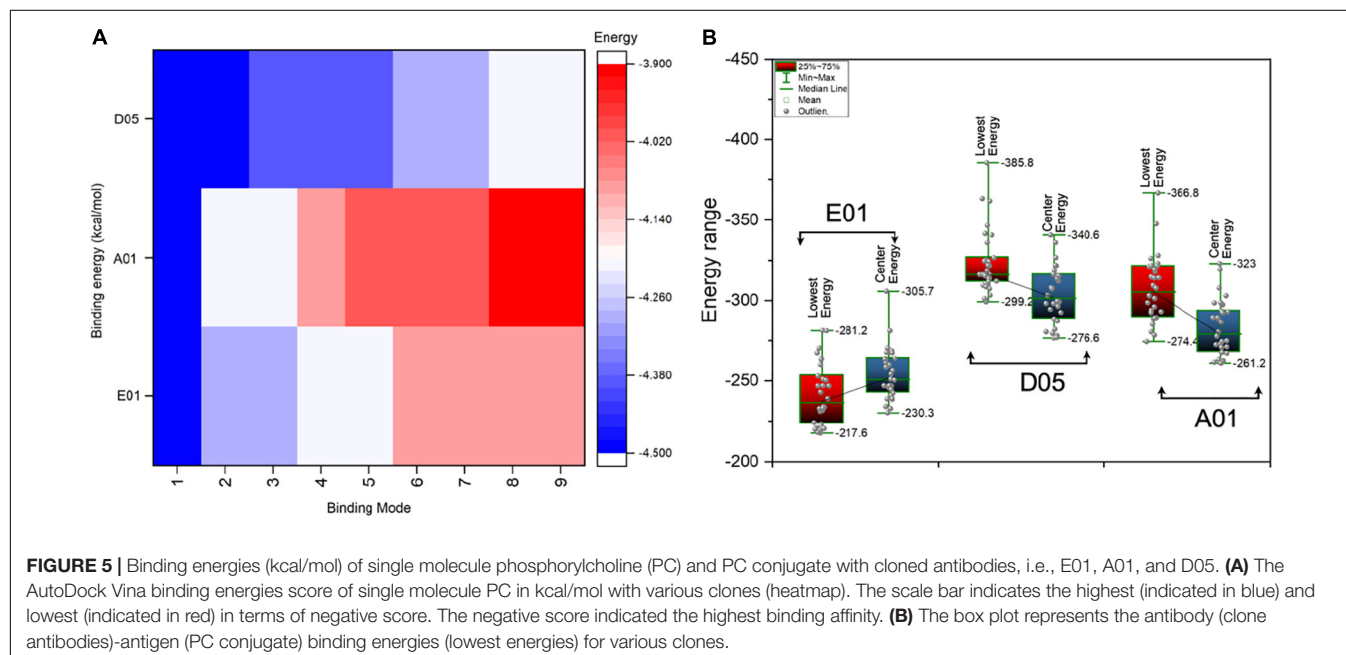 A
Energy
-3.900
-4.020
-4.140
-4.260
-4.380
-4.500
Binding energy (kcal/mol)
D05
A01
E01
1 2 3 4 5 6 7 8 9
Binding Mode
B
Energy range
-450
-400
-350
-300
-250
-200
25%~75%
Min~Max
Median Line
Mean
Outlien.
E01
Lowest Energy
-281.2
-217.6
Center Energy
-305.7
-230.3
Lowest Energy
-385.8
-299.2
Center Energy
-340.6
-276.6
D05
Lowest Energy
-366.8
-274.4
Center Energy
-323
-261.2
A01
FIGURE 5 | Binding energies (kcal/mol) of single molecule phosphorylcholine (PC) and PC conjugate with cloned antibodies, i.e., E01, A01, and D05. (A) The
AutoDock Vina binding energies score of single molecule PC in kcal/mol with various clones (heatmap). The scale bar indicates the highest (indicated in blue) and
lowest (indicated in red) in terms of negative score. The negative score indicated the highest binding affinity. (B) The box plot represents the antibody (clone
antibodies)-antigen (PC conjugate) binding energies (lowest energies) for various clones.